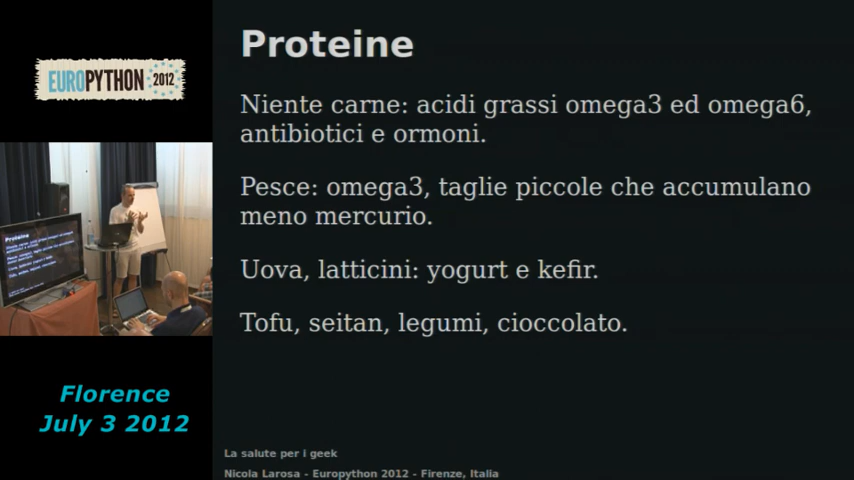 EUROPYTHON 2012
Proteine
Niente carne: acidi grassi omega3 ed omega6,
antibiotici e ormoni.
Pesce: omega3, taglie piccole che accumulano
meno mercurio.
Uova, latticini: yogurt e kefir.
Tofu, seitan, legumi, cioccolato.
Proteine
Florence
July 3 2012
La salute per i geek
Nicola Larosa - Europython 2012 - Firenze, Italia